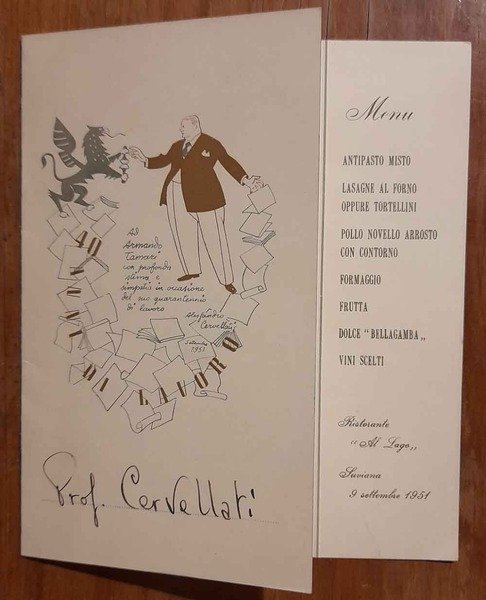 Ad
Armando
Tamari
con profonda
stima e
simpatia in occasione
del suo quarantennio
di lavoro
Alessandro
Cervellati
settembre
1951
40 ANNI DI LAVORO
Prof. Cervellati
Menu
ANTIPASTO MISTO
LASAGNE AL FORNO
OPPURE TORTELLINI
POLLO NOVELLO ARROSTO
CON CONTORNO
FORMAGGIO
FRUTTA
DOLCE "BELLAGAMBA„
VINI SCELTI
Ristorante
"Al Lago„
Suviana
9 settembre 1951